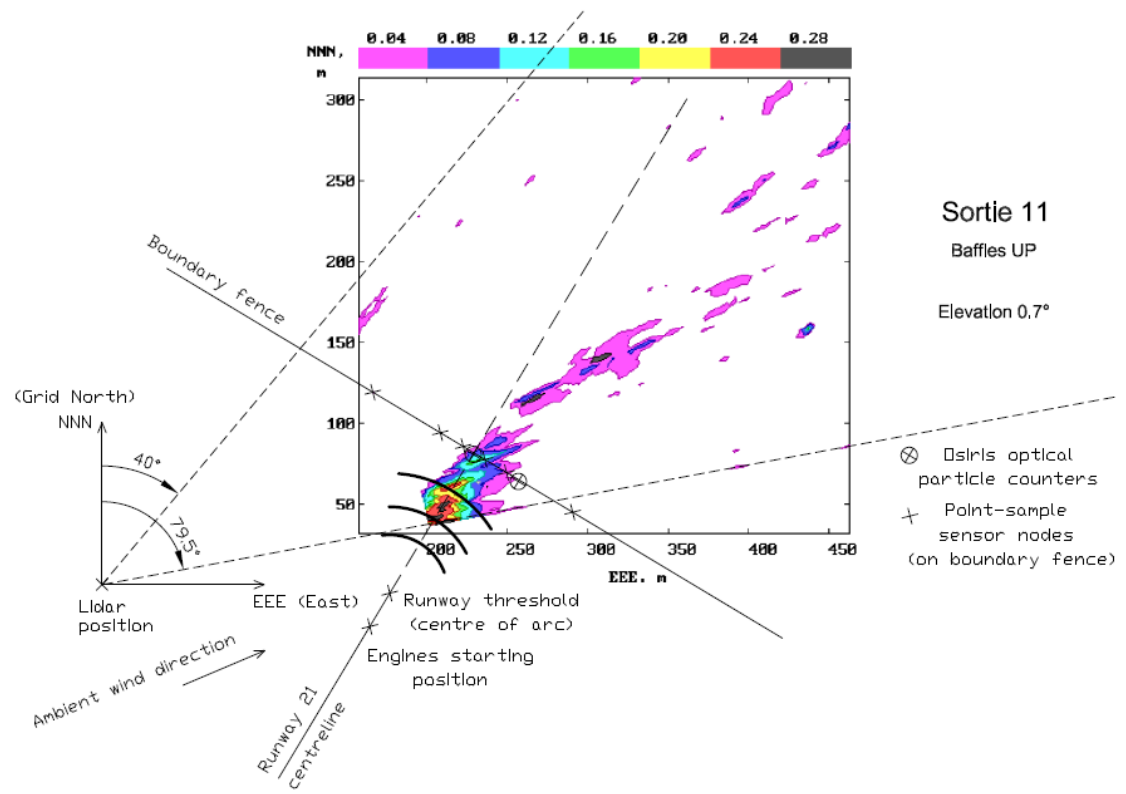 0.04 0.08 0.12 0.16 0.20 0.24 0.28
NNN,
m
300
250
200
150
100
50
200 250 300 350 400 450
EEE. m
Sortie 11
Baffles UP
Elevation 0.7°
Boundary fence
(Grid North)
NNN
40°
79.5°
EEE (East)
Lidar
position
Ambient wind direction
Runway threshold
(centre of arc)
Engines starting
position
Runway 21
centreline
Osiris optical
particle counters
Point-sample
sensor nodes
(on boundary fence)